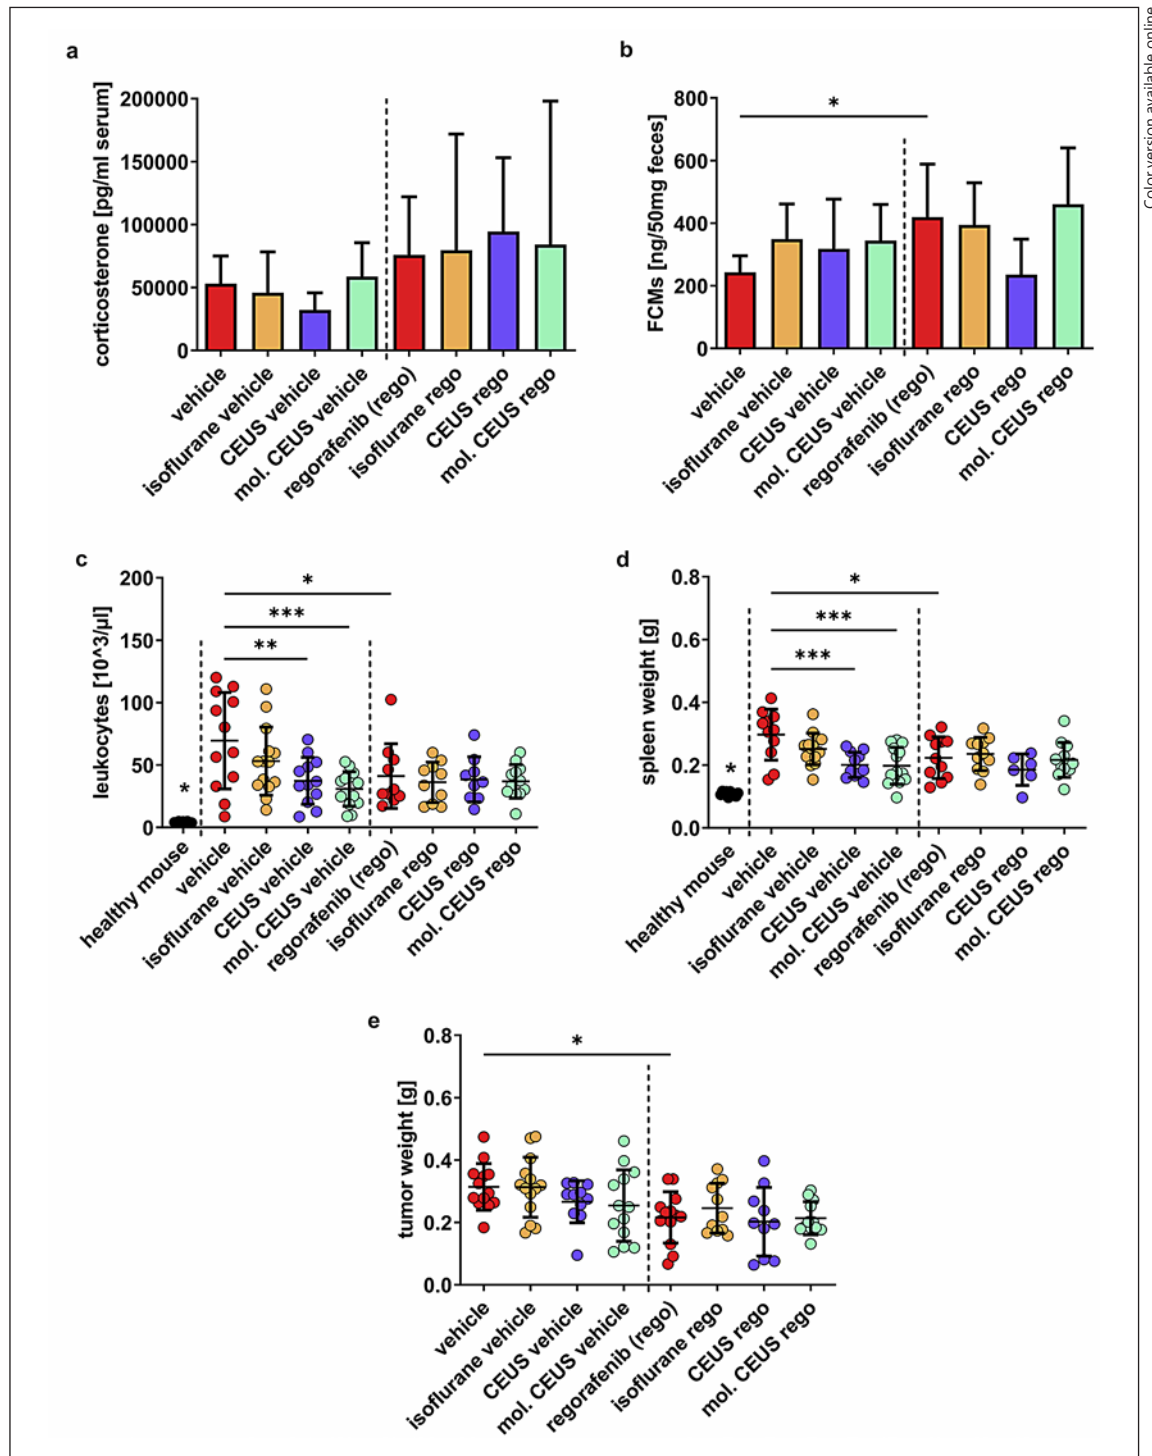 Color version available online
a
corticosterone [pg/ml serum]
200000
150000
100000
50000
0
vehicle
isoflurane vehicle
CEUS vehicle
mol. CEUS vehicle
regorafenib (rego)
isoflurane rego
CEUS rego
mol. CEUS rego
b
FCMs [ng/50mg feces]
800
600
400
200
0
*
vehicle
isoflurane vehicle
CEUS vehicle
mol. CEUS vehicle
regorafenib (rego)
isoflurane rego
CEUS rego
mol. CEUS rego
c
leukocytes [10^3/µl]
200
150
100
50
0
*
***
**
*
healthy mouse
vehicle
isoflurane vehicle
CEUS vehicle
mol. CEUS vehicle
regorafenib (rego)
isoflurane rego
CEUS rego
mol. CEUS rego
d
spleen weight [g]
0.8
0.6
0.4
0.2
0.0
*
***
***
*
healthy mouse
vehicle
isoflurane vehicle
CEUS vehicle
mol. CEUS vehicle
regorafenib (rego)
isoflurane rego
CEUS rego
mol. CEUS rego
e
tumor weight [g]
0.8
0.6
0.4
0.2
0.0
*
vehicle
isoflurane vehicle
CEUS vehicle
mol. CEUS vehicle
regorafenib (rego)
isoflurane rego
CEUS rego
mol. CEUS rego